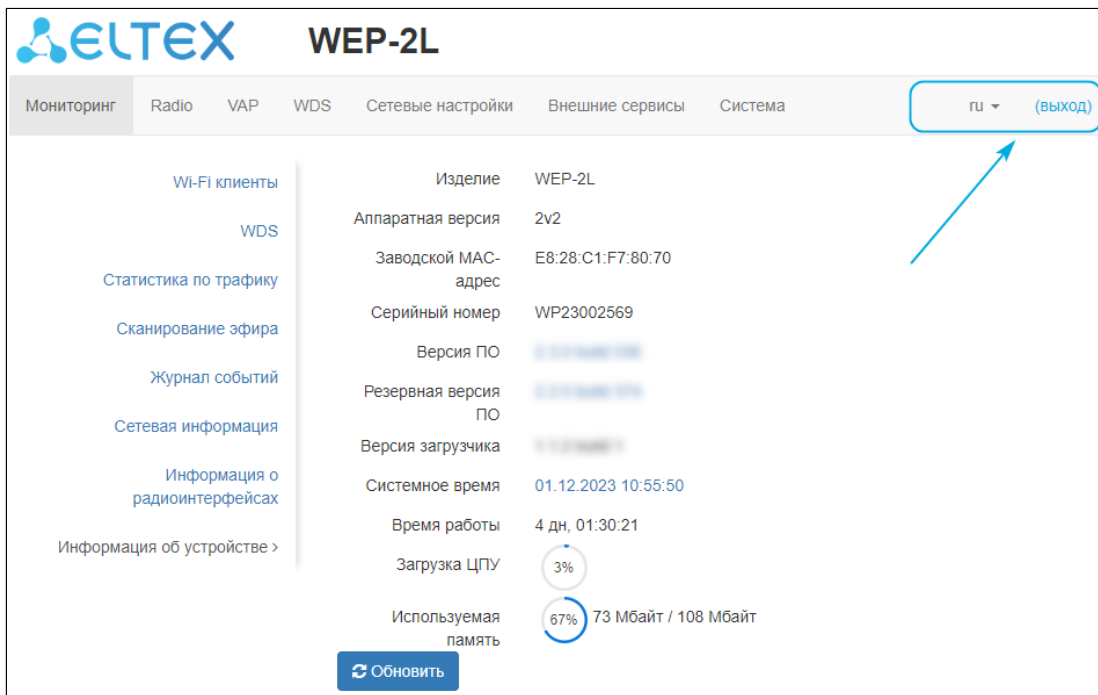 ELTEX WEP-2L
Мониторинг Radio VAP WDS Сетевые настройки Внешние сервисы Система ru (выход)
Wi-Fi клиенты
WDS
Статистика по трафику
Сканирование эфира
Журнал событий
Сетевая информация
Информация о
радиоинтерфейсах
Информация об устройстве >
Изделие WEP-2L
Аппаратная версия 2v2
Заводской MAC-
адрес E8:28:C1:F7:80:70
Серийный номер WP23002569
Версия ПО
Резервная версия
ПО
Версия загрузчика
Системное время 01.12.2023 10:55:50
Время работы 4 дн, 01:30:21
Загрузка ЦПУ 3%
Используемая
память 67% 73 Мбайт / 108 Мбайт
Обновить